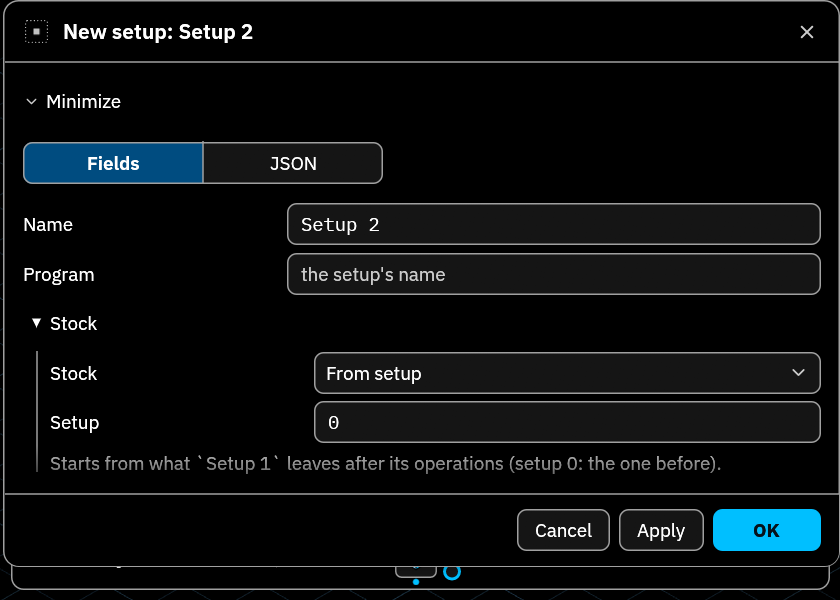 New setup: Setup 2
Minimize
Fields JSON
Name Setup 2
Program the setup's name
Stock
Stock From setup
Setup 0
Starts from what `Setup 1` leaves after its operations (setup 0: the one before).
Cancel Apply OK